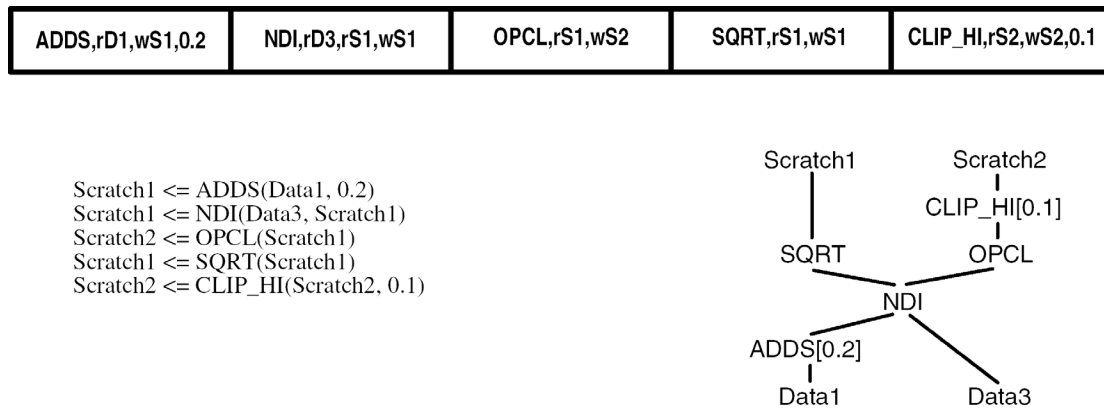 ADDS,rD1,wS1,0.2 NDI,rD3,rS1,wS1 OPCL,rS1,wS2 SQRT,rS1,wS1 CLIP_HI,rS2,wS2,0.1
Scratch1 <= ADDS(Data1, 0.2)
Scratch1 <= NDI(Data3, Scratch1)
Scratch2 <= OPCL(Scratch1)
Scratch1 <= SQRT(Scratch1)
Scratch2 <= CLIP_HI(Scratch2, 0.1)
Scratch1 Scratch2
CLIP_HI[0.1]
SQRT OPCL
NDI
ADDS[0.2]
Data1 Data3